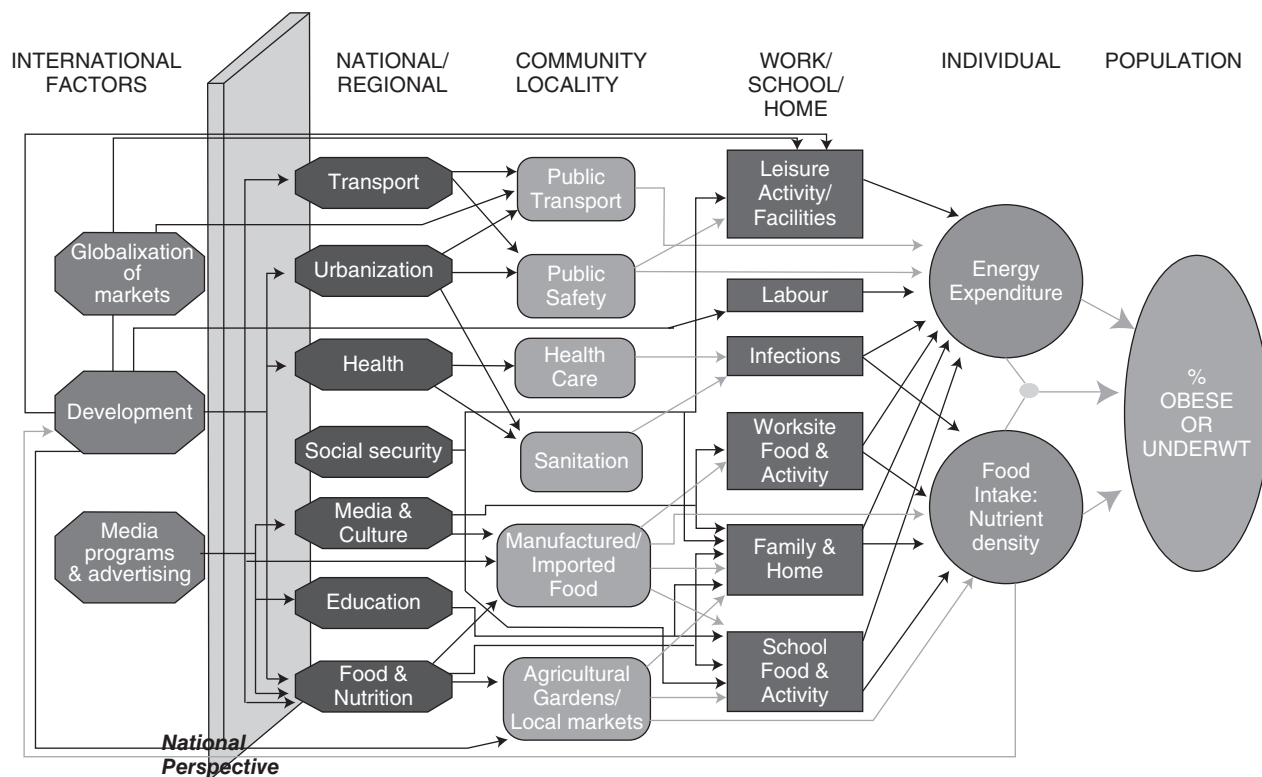 INTERNATIONAL
FACTORS
NATIONAL/
REGIONAL
COMMUNITY
LOCALITY
WORK/
SCHOOL/
HOME
INDIVIDUAL
POPULATION
Globalixation
of
markets
Development
Media
programs
& advertising
Transport
Urbanization
Health
Social security
Media &
Culture
Education
Food &
Nutrition
National
Perspective
Public
Transport
Public
Safety
Health
Care
Sanitation
Manufactured/
Imported
Food
Agricultural
Gardens/
Local markets
Leisure
Activity/
Facilities
Labour
Infections
Worksite
Food &
Activity
Family &
Home
School
Food &
Activity
Energy
Expenditure
Food
Intake:
Nutrient
density
%
OBESE
OR
UNDERWT